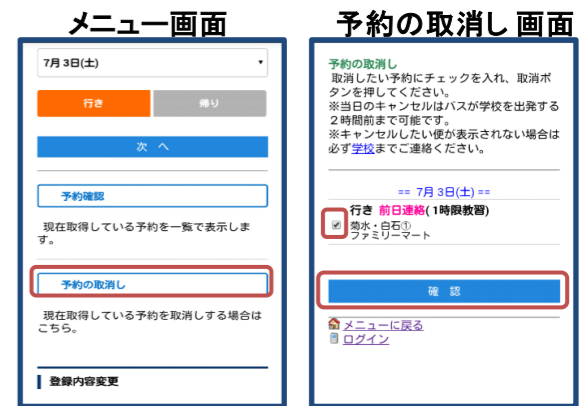 メニュー画面
7月 3日(土)
行き 帰り
次 へ
予約確認
現在取得している予約を一覧で表示しま
す。
予約の取消し
現在取得している予約を取消しする場合は
こちら。
登録内容変更
予約の取消し 画面
予約の取消し
取消したい予約にチェックを入れ、取消ボ
タンを押してください。
※当日のキャンセルはバスが学校を出発する
２時間前まで可能です。
※キャンセルしたい便が表示されない場合は
必ず学校までご連絡ください。
== 7月 3日(土) ==
行き 前日連絡(1時限教習)
菊水・白石①
ファミリーマート
確 認
メニューに戻る
ログイン